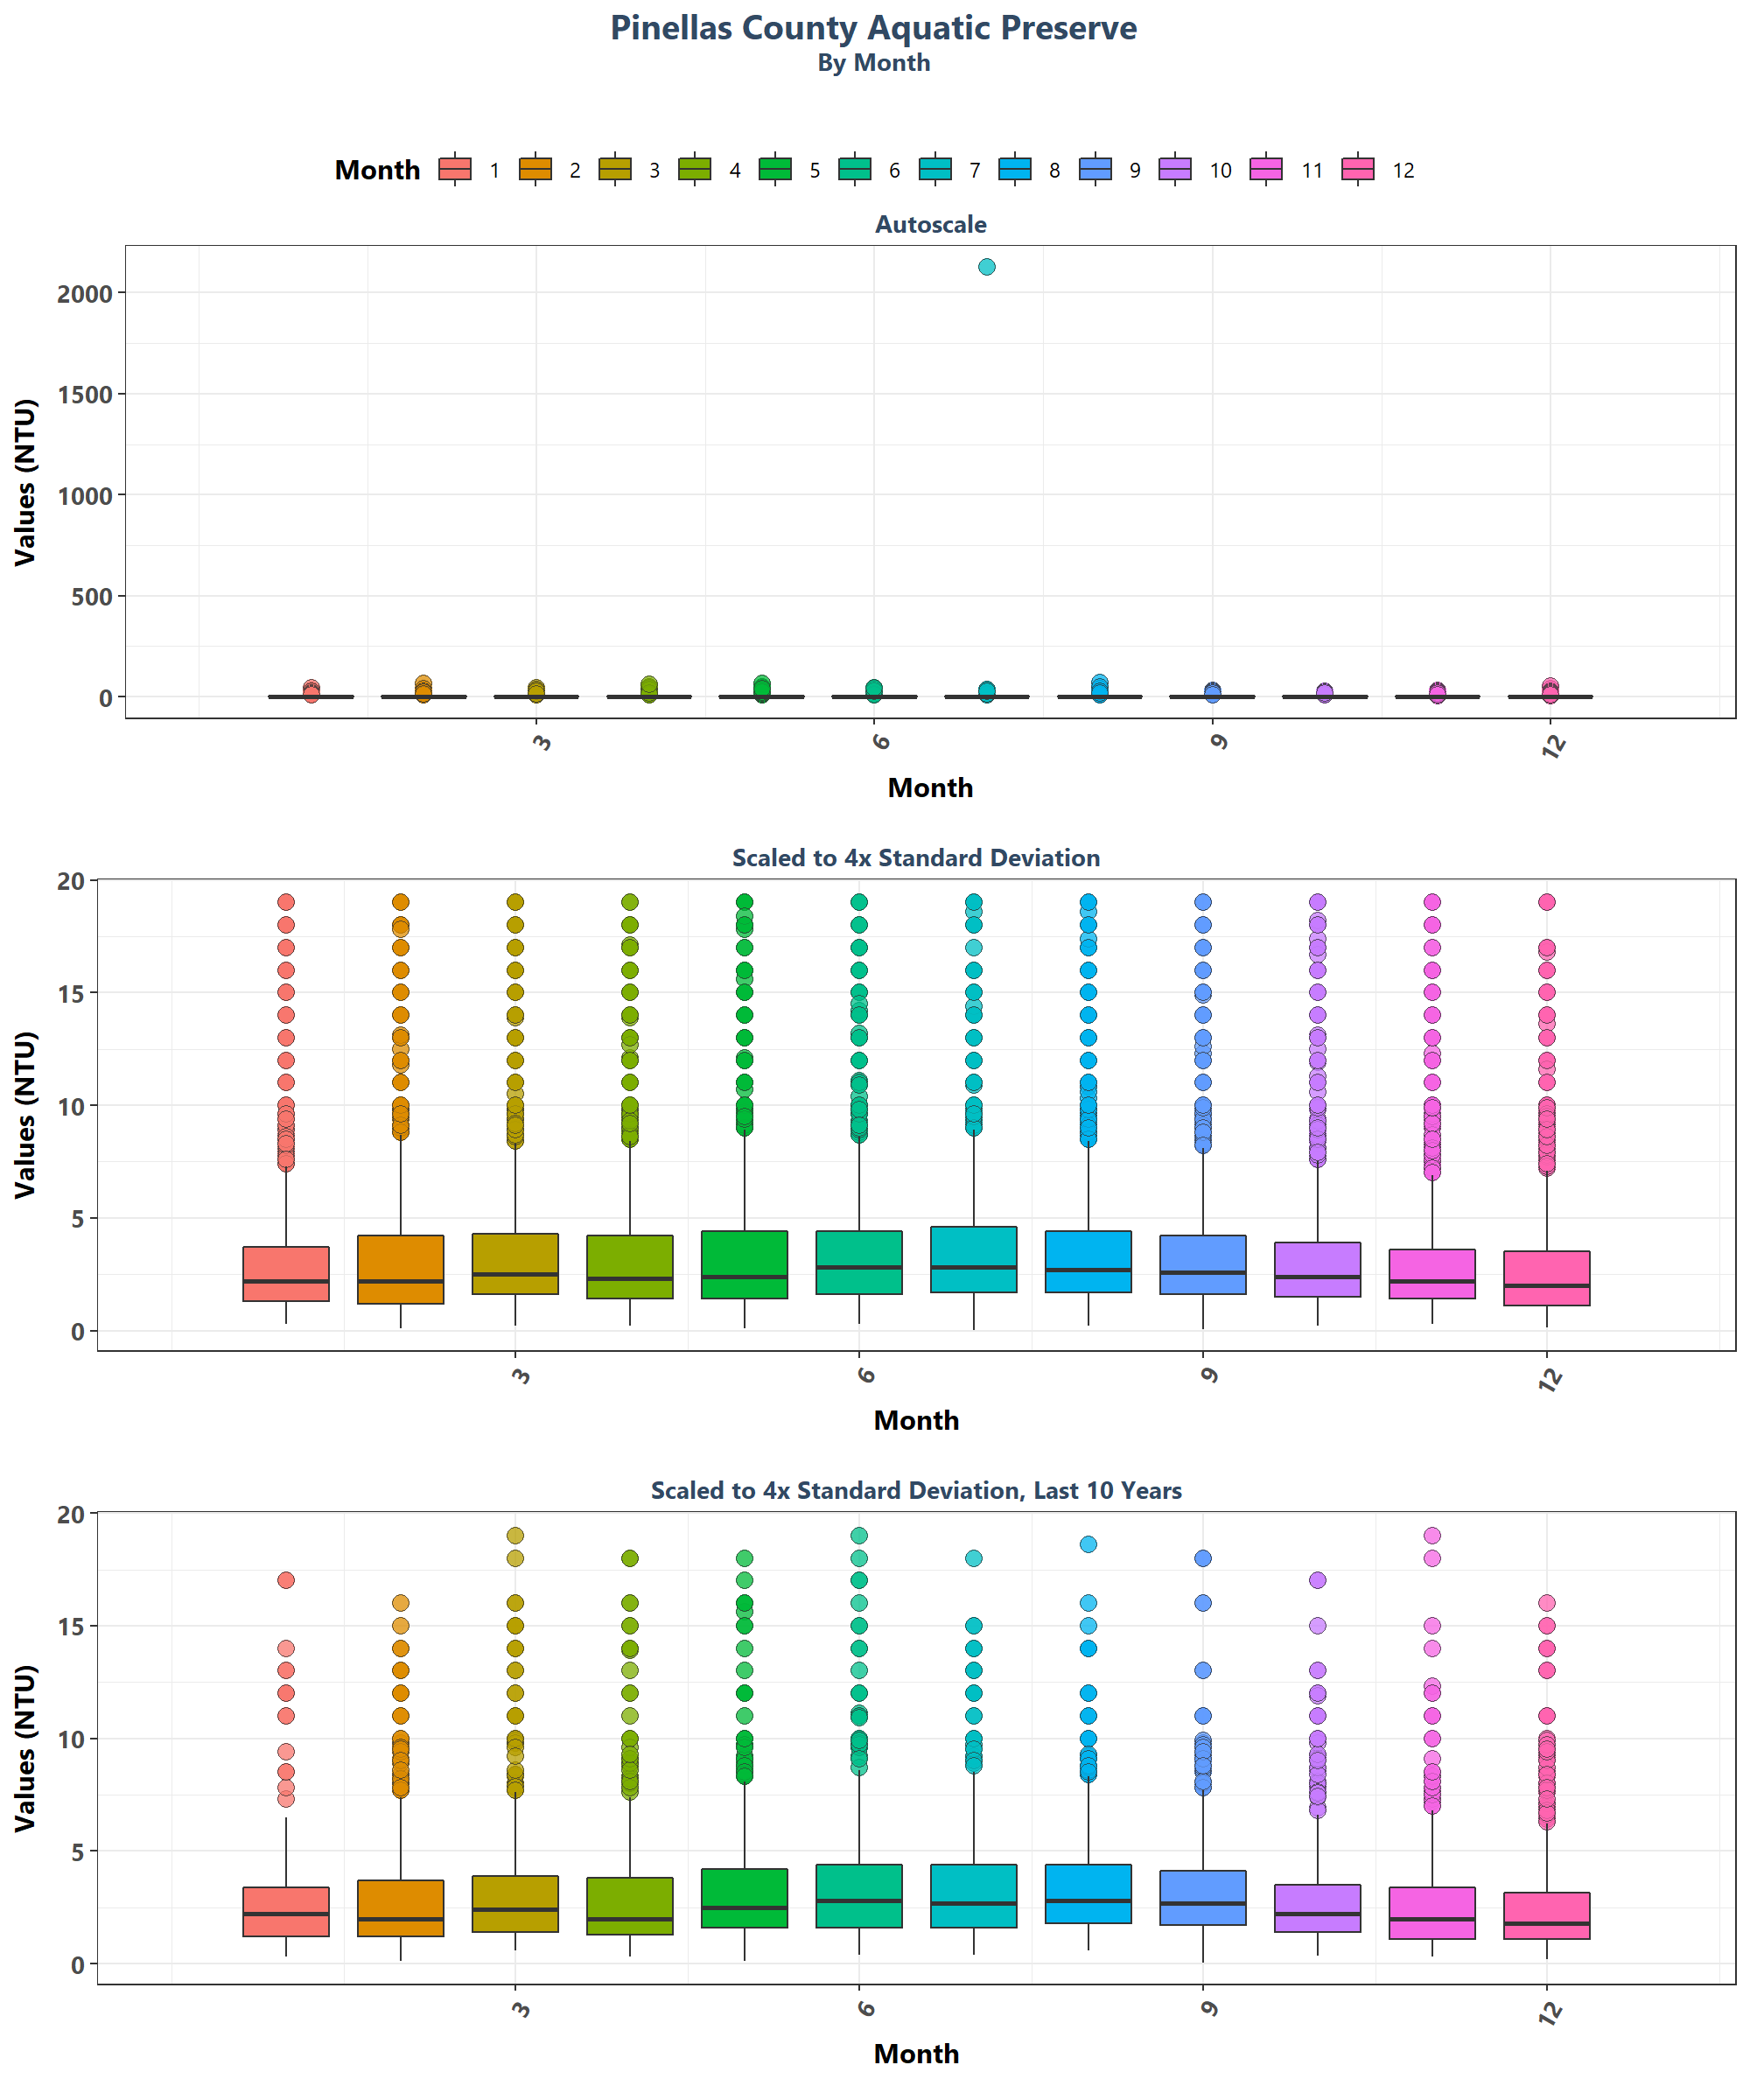 Pinellas County Aquatic Preserve
By Month
Month 1 2 3 4 5 6 7 8 9 10 11 12
Autoscale
Values (NTU)
2000
1500
1000
500
0
3 6 9 12
Month
Scaled to 4x Standard Deviation
Values (NTU)
20
15
10
5
0
3 6 9 12
Month
Scaled to 4x Standard Deviation, Last 10 Years
Values (NTU)
20
15
10
5
0
3 6 9 12
Month